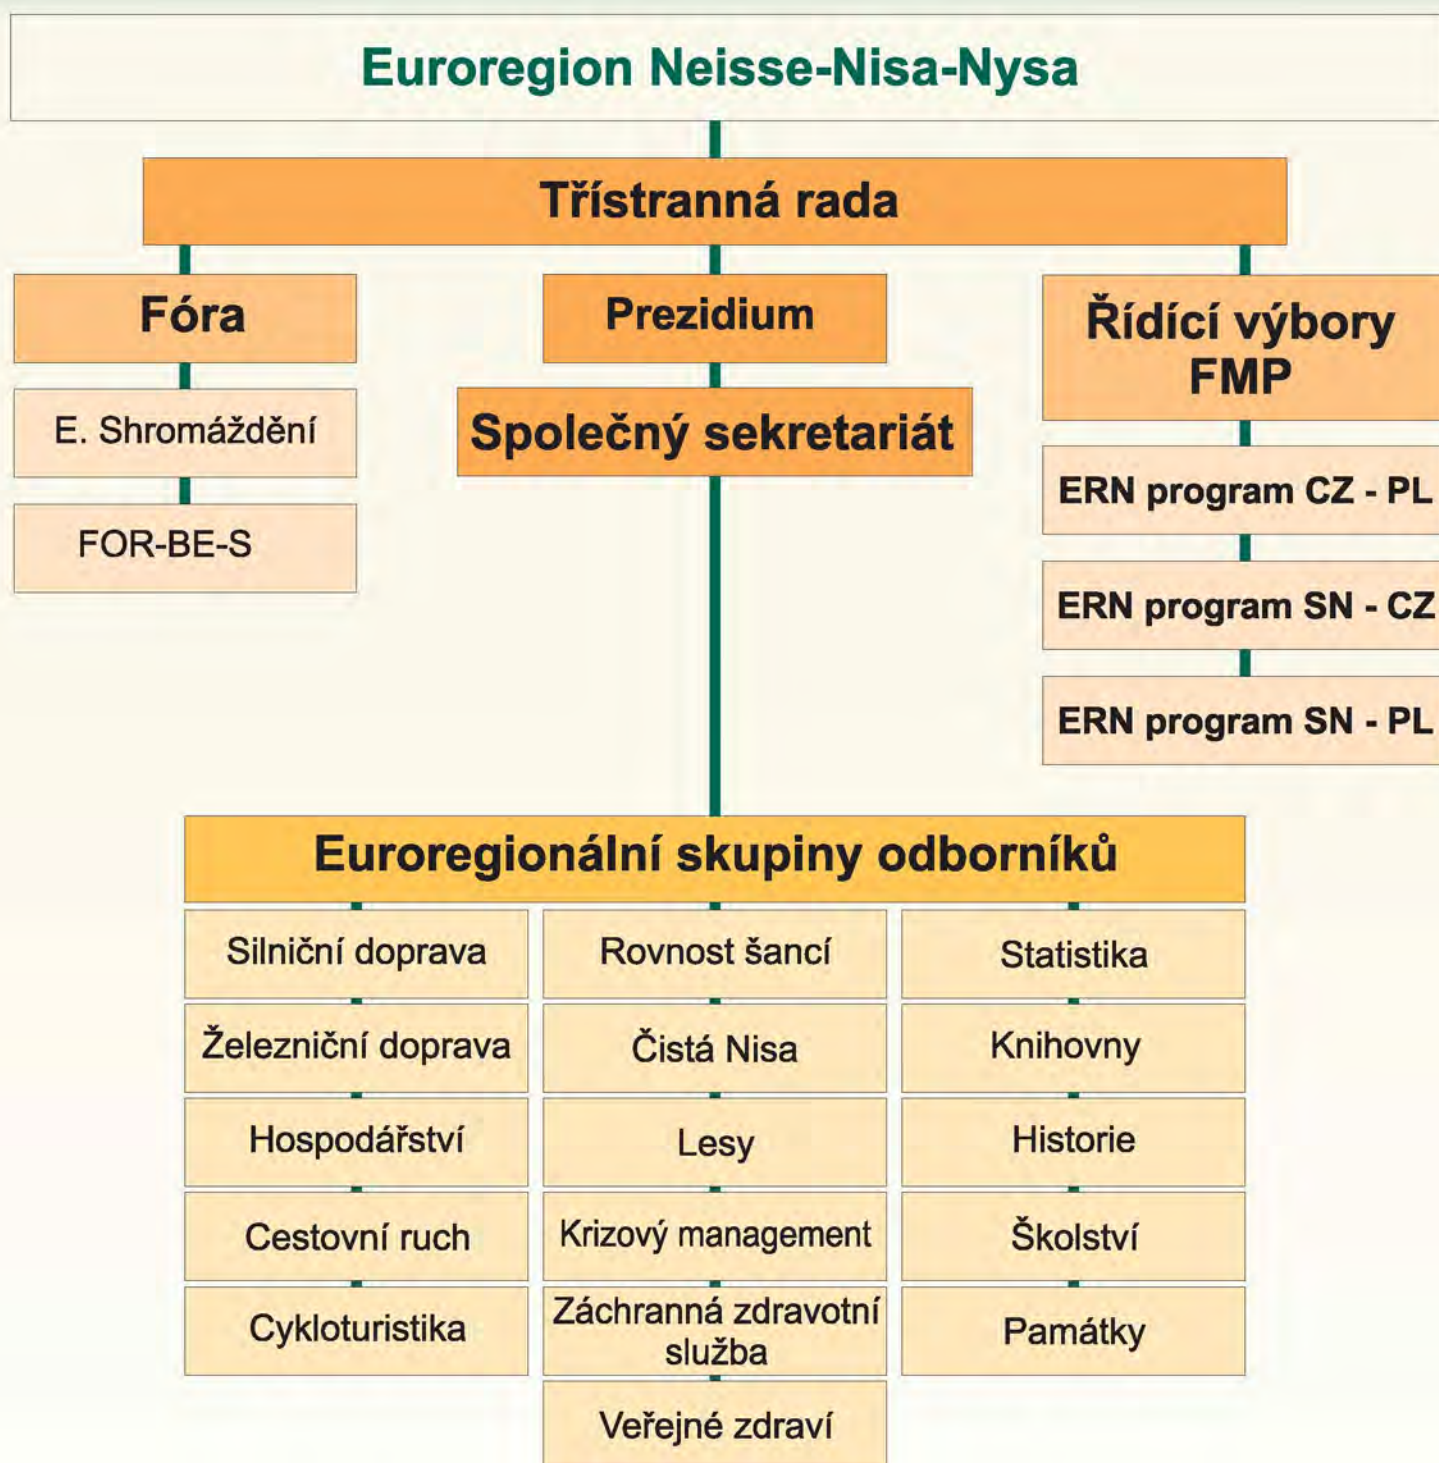 Euroregion Neisse-Nisa-Nysa
Třístranná rada
Fóra
E. Shromáždění
FOR-BE-S
Prezidium
Společný sekretariát
Řídící výbory
FMP
ERN program CZ - PL
ERN program SN - CZ
ERN program SN - PL
Euroregionální skupiny odborníků
Silniční doprava
Železniční doprava
Hospodářství
Cestovní ruch
Cykloturistika
Rovnost šancí
Čistá Nisa
Lesy
Krizový management
Záchranná zdravotní
služba
Veřejné zdraví
Statistika
Knihovny
Historie
Školství
Památky